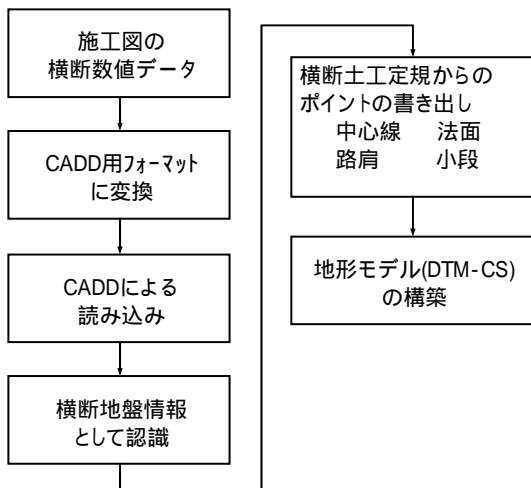 施工図の
横断数値データ
CADD用フォーマット
に変換
CADDによる
読み込み
横断地盤情報
として認識
横断土工定規からの
ポイントの書き出し
中心線 法面
路肩 小段
地形モデル(DTM-CS)
の構築